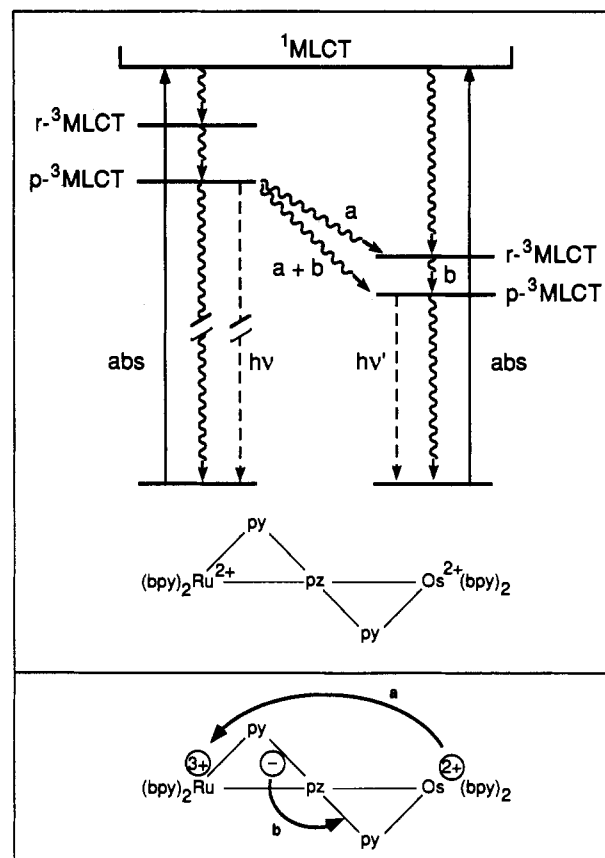 ¹MLCT
r-³MLCT
p-³MLCT
a
a + b
b
r-³MLCT
p-³MLCT
abs
hν
hν'
abs
py
(bpy)₂Ru²⁺
pz
Os²⁺(bpy)₂
py
a
py
3+
−
2+
(bpy)₂Ru
pz
Os
(bpy)₂
b
py